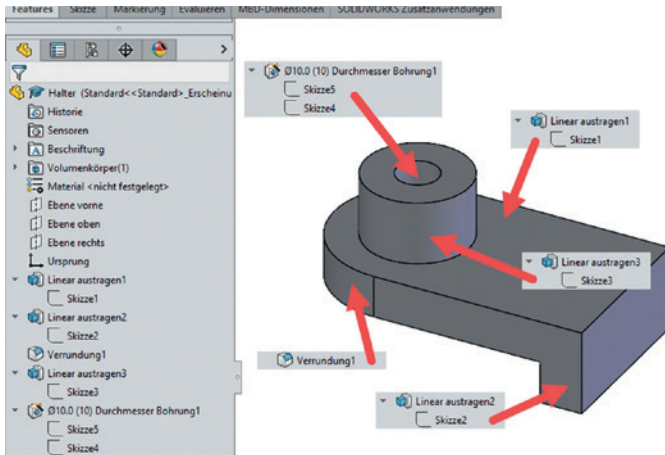 Features Skizze Markierung Evaluieren MBD-Dimensionen SOLIDWORKS Zusatzanwendungen
Halter (Standard<<Standard>_Erscheinu
Historie
Sensoren
Beschriftung
Volumenkörper(1)
Material <nicht festgelegt>
Ebene vorne
Ebene oben
Ebene rechts
Ursprung
Linear austragen1
Skizze1
Linear austragen2
Skizze2
Verrundung1
Linear austragen3
Skizze3
Ø10.0 (10) Durchmesser Bohrung1
Skizze5
Skizze4
Ø10.0 (10) Durchmesser Bohrung1
Skizze5
Skizze4
Linear austragen1
Skizze1
Linear austragen3
Skizze3
Verrundung1
Linear austragen2
Skizze2